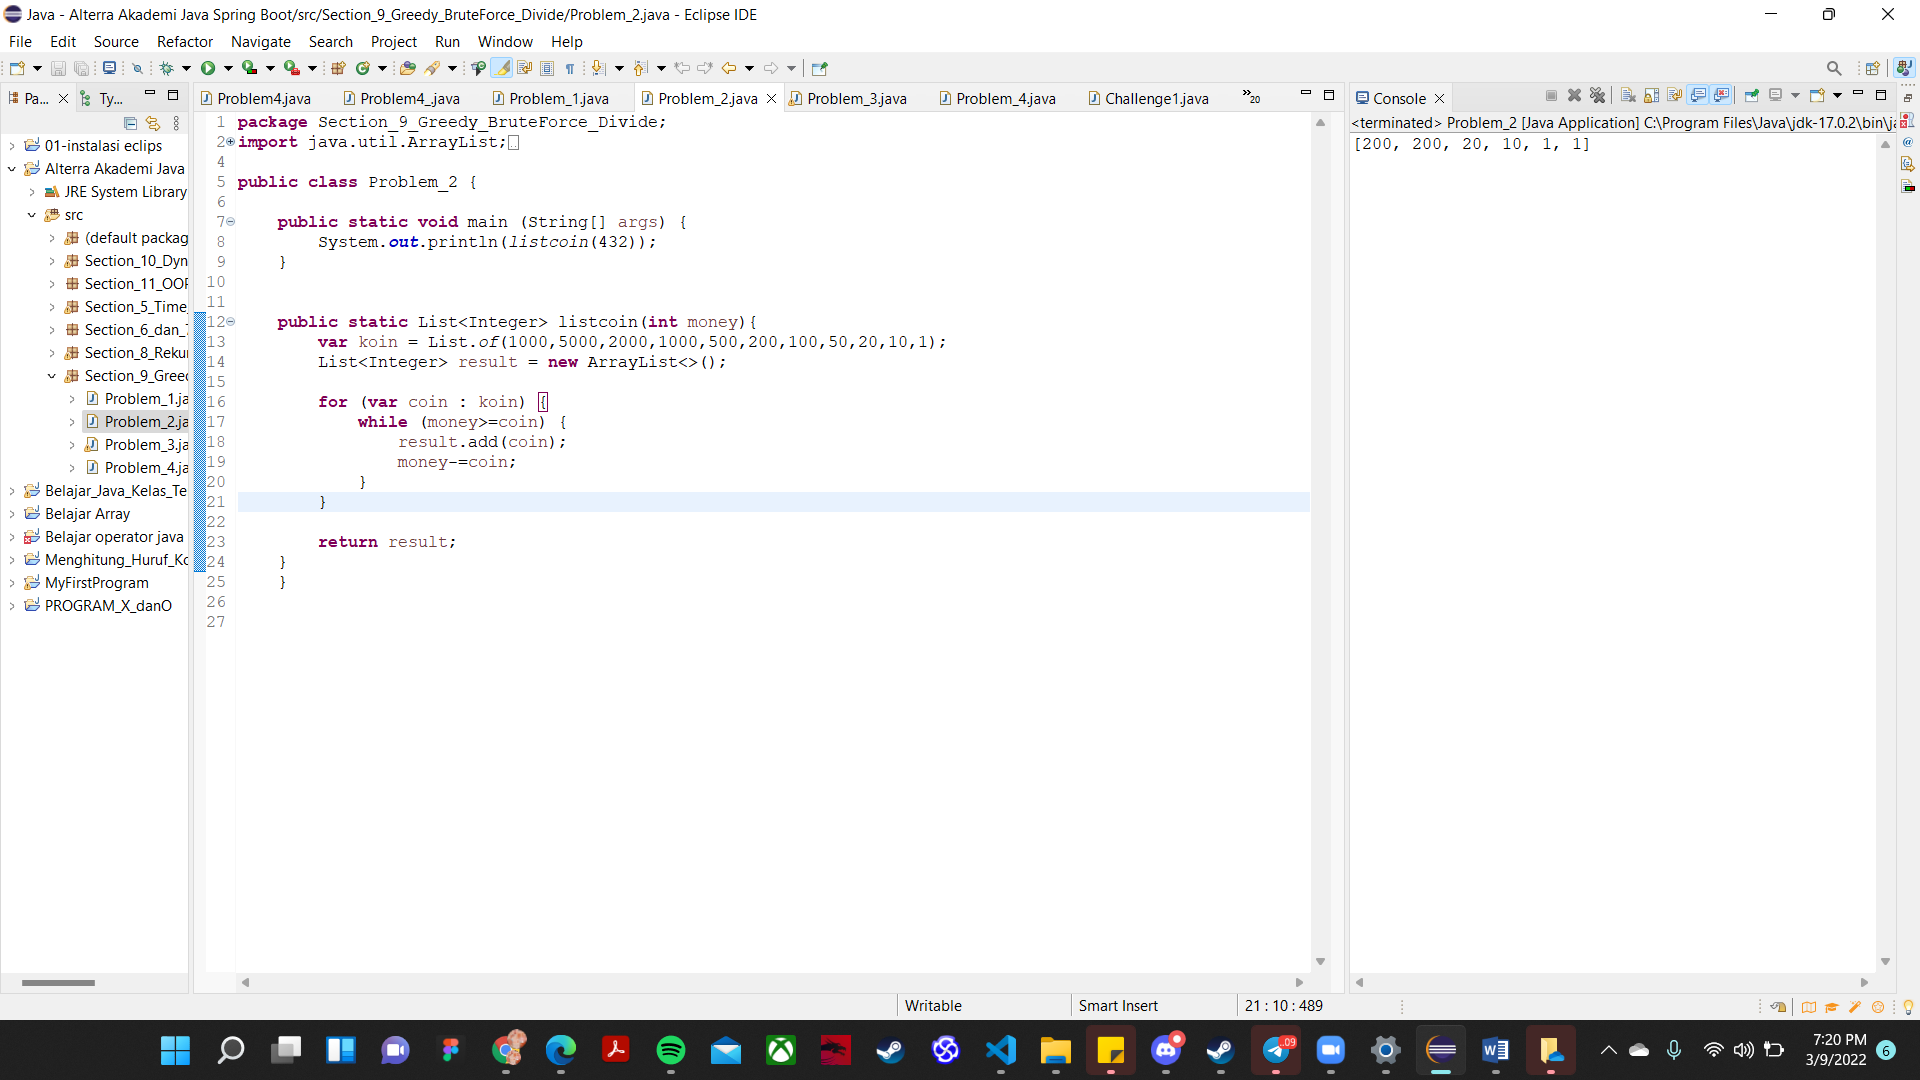 Java - Alterra Akademi Java Spring Boot/src/Section_9_Greedy_BruteForce_Divide/Problem_2.java - Eclipse IDE
File Edit Source Refactor Navigate Search Project Run Window Help
Pa... Ty...
01-instalasi eclips
Alterra Akademi Java
JRE System Library
src
(default packag
Section_10_Dyn
Section_11_OOP
Section_5_Time_
Section_6_dan_7
Section_8_Rekur
Section_9_Greed
Problem_1.ja
Problem_2.ja
Problem_3.ja
Problem_4.ja
Belajar_Java_Kelas_Te
Belajar Array
Belajar operator java
Menghitung_Huruf_Ko
MyFirstProgram
PROGRAM_X_danO
Problem4.java Problem4_.java Problem_1.java Problem_2.java Problem_3.java Problem_4.java Challenge1.java »20
1 package Section_9_Greedy_BruteForce_Divide;
2 import java.util.ArrayList;
4
5 public class Problem_2 {
6
7 public static void main (String[] args) {
8 System.out.println(listcoin(432));
9 }
10
11
12 public static List<Integer> listcoin(int money){
13 var koin = List.of(1000,5000,2000,1000,500,200,100,50,20,10,1);
14 List<Integer> result = new ArrayList<>();
15
16 for (var coin : koin) {
17 while (money>=coin) {
18 result.add(coin);
19 money-=coin;
20 }
21 }
22
23 return result;
24 }
25 }
26
27
Console
<terminated> Problem_2 [Java Application] C:\Program Files\Java\jdk-17.0.2\bin\ja
[200, 200, 20, 10, 1, 1]
Writable Smart Insert 21 : 10 : 489
..09
7:20 PM
3/9/2022
6